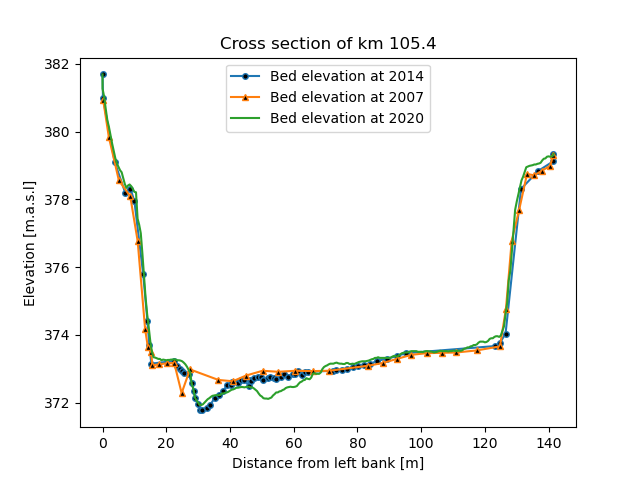 Cross section of km 105.4
Bed elevation at 2014
Bed elevation at 2007
Bed elevation at 2020
Elevation [m.a.s.l]
382
380
378
376
374
372
0 20 40 60 80 100 120 140
Distance from left bank [m]